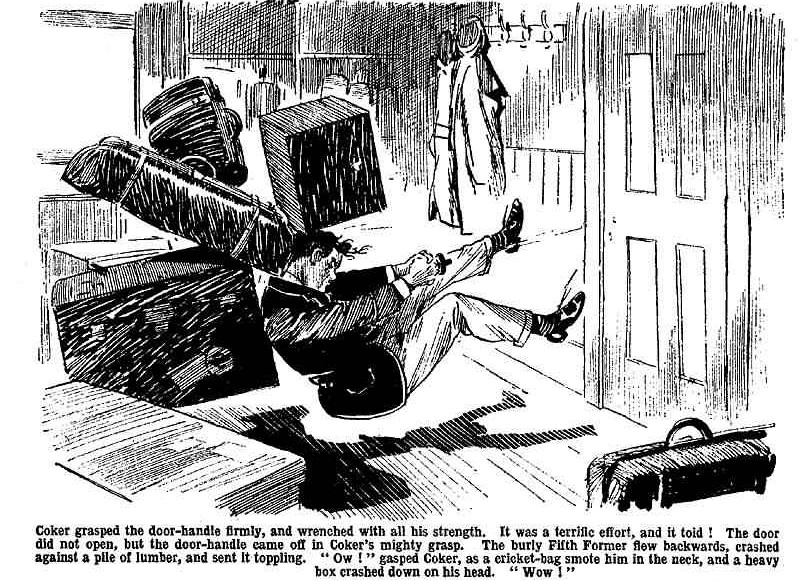 Coker grasped the door-handle firmly, and wrenched with all his strength. It was a terrific effort, and it told ! The door
did not open, but the door-handle came off in Coker's mighty grasp. The burly Fifth Former flew backwards, crashed
against a pile of lumber, and sent it toppling. "Ow ! " gasped Coker, as a cricket-bag smote him in the neck, and a heavy
box crashed down on his head. "Wow ! "